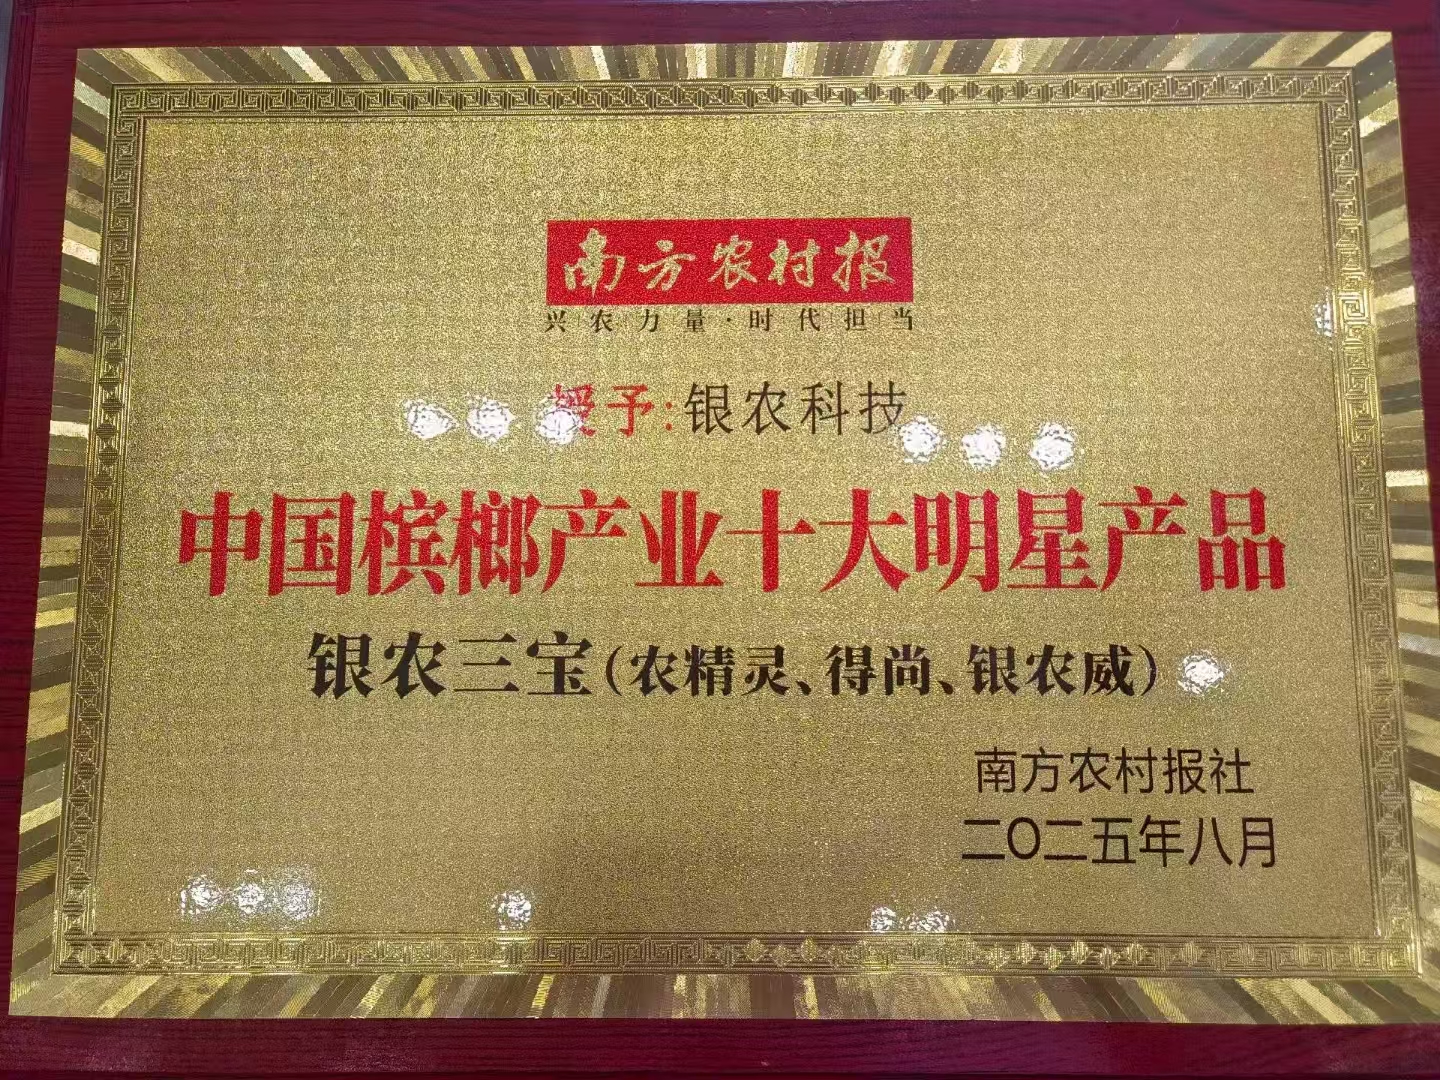 南方农村报
兴农力量·时代担当
授予:银农科技
中国槟榔产业十大明星产品
银农三宝(农精灵、得尚、银农威)
南方农村报社
二〇二五年八月